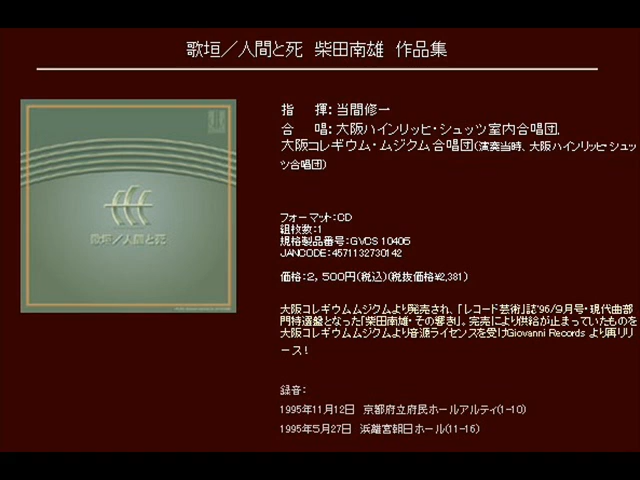 歌垣／人間と死 柴田南雄 作品集
指 揮：当間修一
合 唱：大阪ハインリッヒ・シュッツ室内合唱団,
大阪コレギウム・ムジクム合唱団(演奏当時、大阪ハインリッヒ・シュッ
ツ合唱団)
歌垣／人間と死
フォーマット：CD
組枚数：1
規格製品番号：GVCS 10405
JANCODE：4571132730142
価格：2，500円(税込)(税抜価格¥2,381)
大阪コレギウムムジクムより発売され、「レコード芸術」誌'96/9月号・現代曲部
門特選盤となった「柴田南雄・その響き」。完売により供給が止まっていたものを
大阪コレギウムムジクムより音源ライセンスを受けGiovanni Records より再リリ
ース！
録音：
1995年11月12日 京都府立府民ホールアルティ(1-10)
1995年5月27日 浜離宮朝日ホール(11-16)